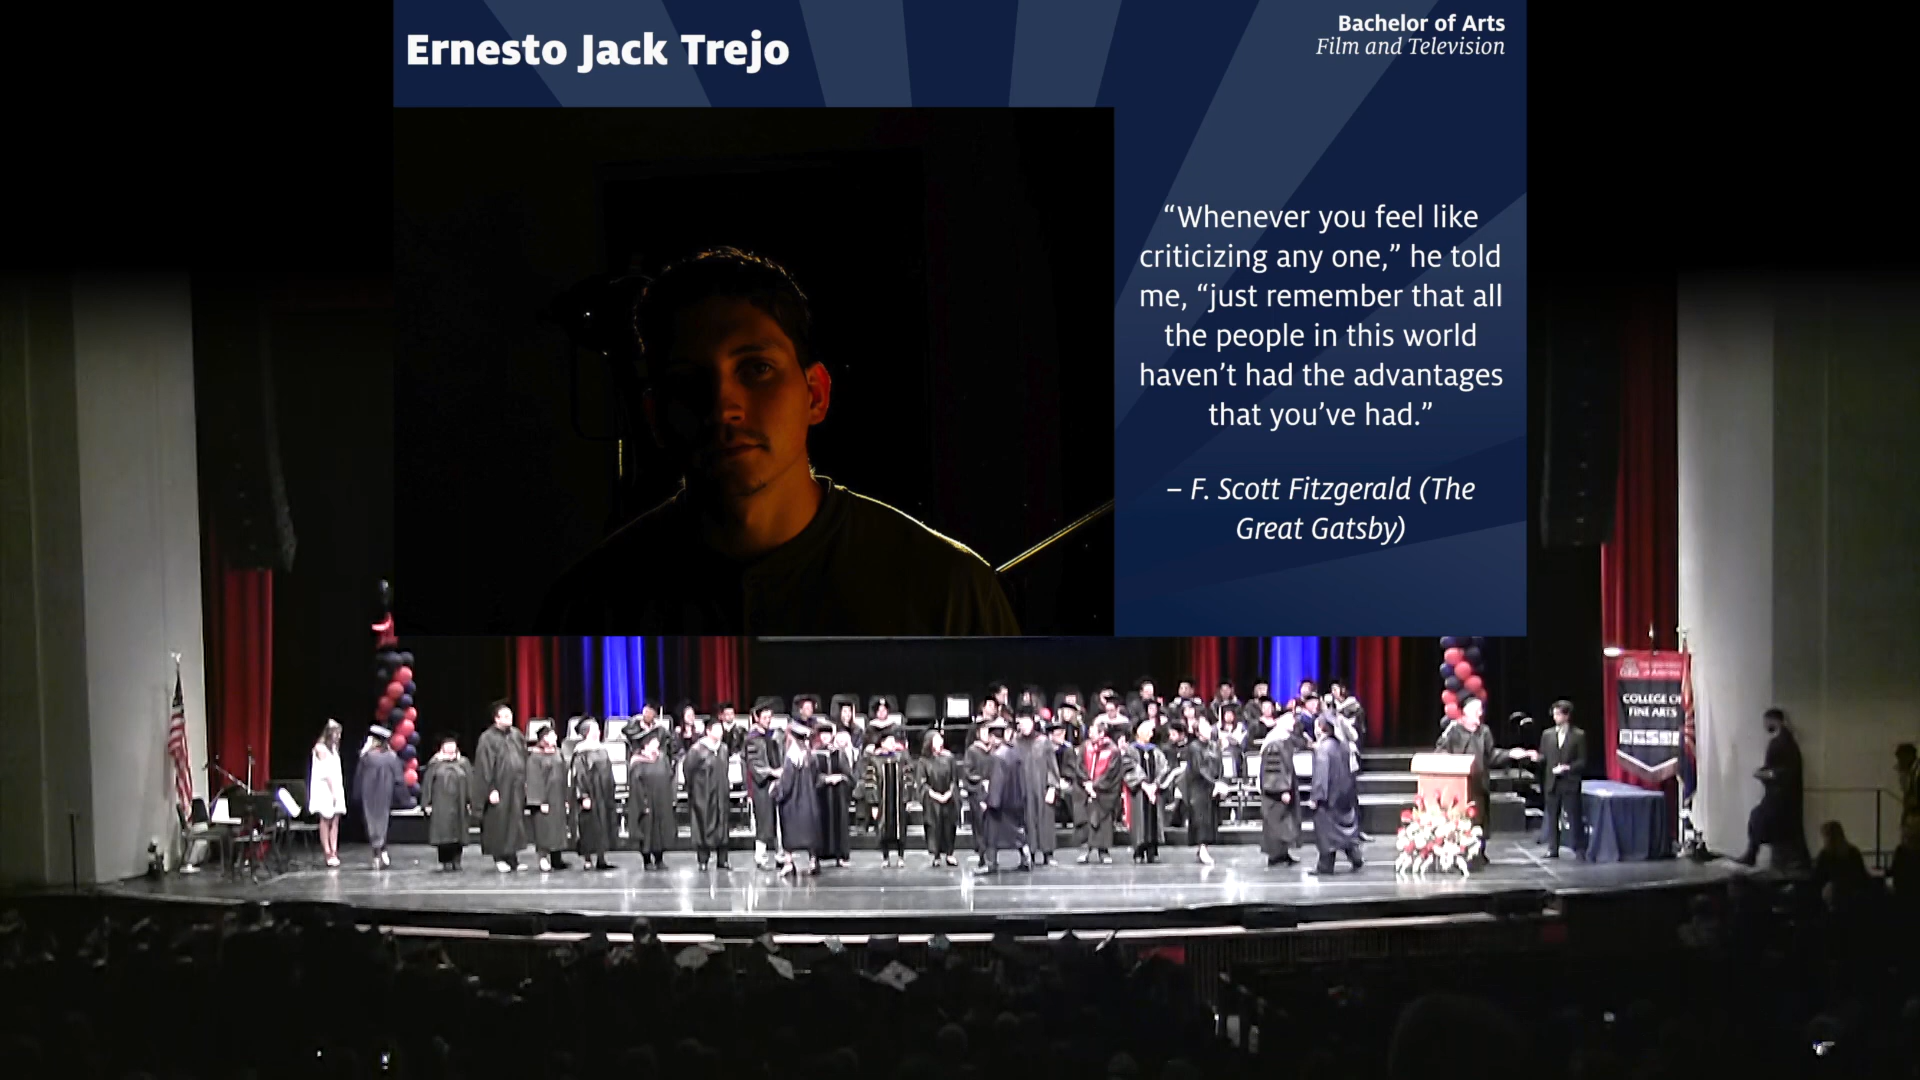 Ernesto Jack Trejo
Bachelor of Arts
Film and Television
“Whenever you feel like
criticizing any one,” he told
me, “just remember that all
the people in this world
haven’t had the advantages
that you’ve had.”
– F. Scott Fitzgerald (The
Great Gatsby)
COLLEGE OF
FINE ARTS